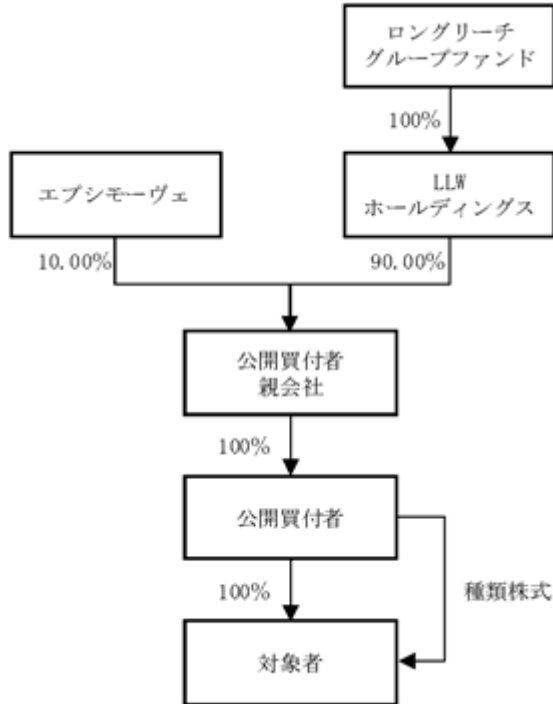 ロングリーチ
グループファンド
100%
エプシモーヴェ
LLW
ホールディングス
10.00%
90.00%
公開買付者
親会社
100%
公開買付者
100%
種類株式
対象者